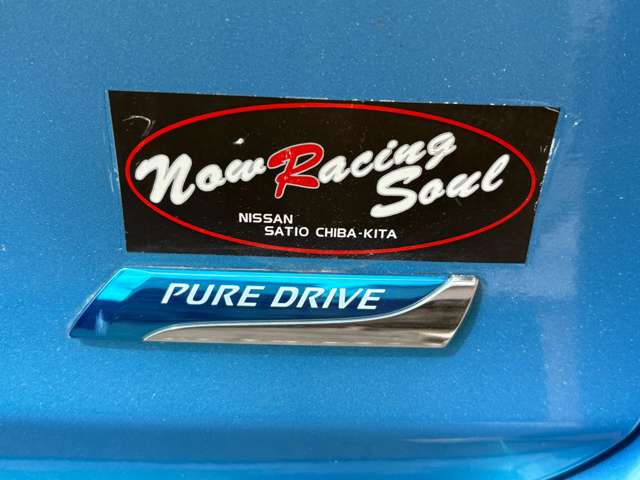 Now Racing
Soul
NISSAN
SATIO CHIBA-KITA
PURE DRIVE